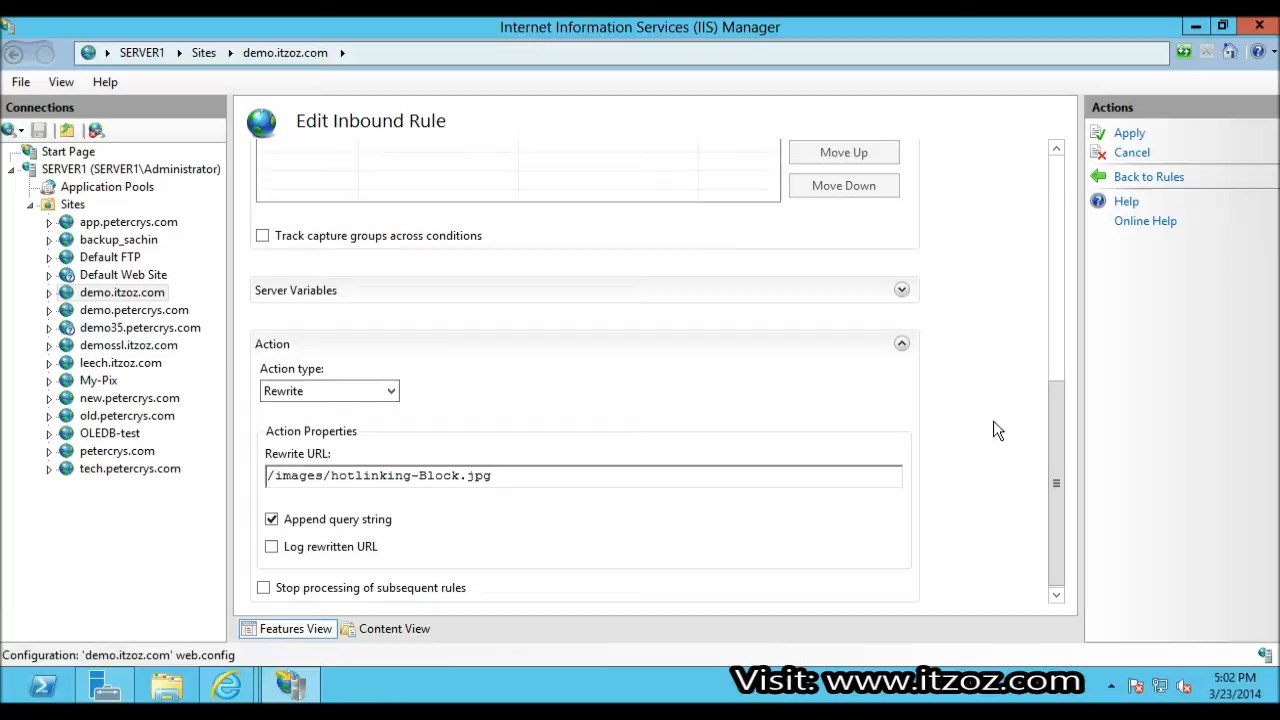 Internet Information Services (IIS) Manager
SERVER1 Sites demo.itzoz.com
File View Help
Connections
Start Page
SERVER1 (SERVER1\Administrator)
Application Pools
Sites
app.petercrys.com
backup_sachin
Default FTP
Default Web Site
demo.itzoz.com
demo.petercrys.com
demo35.petercrys.com
demossl.itzoz.com
leech.itzoz.com
My-Pix
new.petercrys.com
old.petercrys.com
OLEDB-test
petercrys.com
tech.petercrys.com
Edit Inbound Rule
Move Up
Move Down
Track capture groups across conditions
Server Variables
Action
Action type:
Rewrite
Action Properties
Rewrite URL:
/images/hotlinking-Block.jpg
Append query string
Log rewritten URL
Stop processing of subsequent rules
Features View Content View
Actions
Apply
Cancel
Back to Rules
Help
Online Help
Configuration: 'demo.itzoz.com' web.config
Visit: www.itzoz.com
5:02 PM
3/23/2014